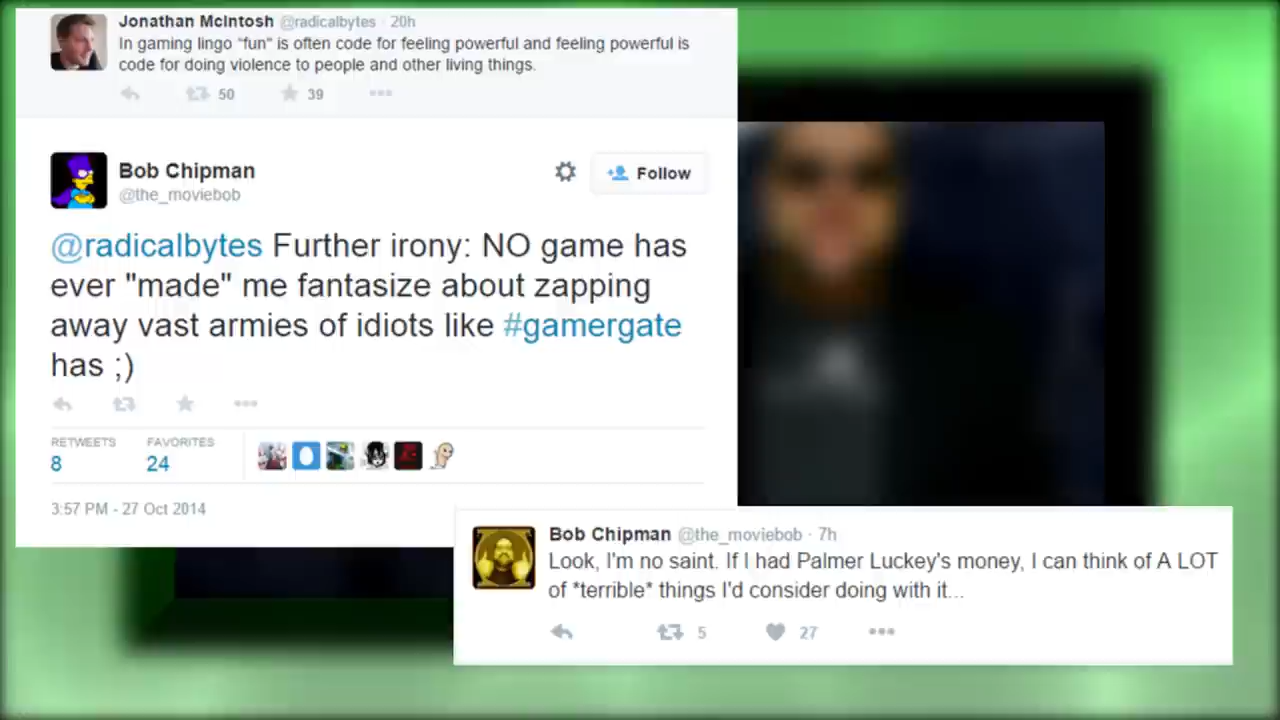 Jonathan McIntosh @radicalbytes · 20h
In gaming lingo "fun" is often code for feeling powerful and feeling powerful is
code for doing violence to people and other living things.
50 39
Bob Chipman
@the_moviebob
Follow
@radicalbytes Further irony: NO game has
ever "made" me fantasize about zapping
away vast armies of idiots like #gamergate
has ;)
RETWEETS FAVORITES
8 24
3:57 PM - 27 Oct 2014
Bob Chipman @the_moviebob · 7h
Look, I'm no saint. If I had Palmer Luckey's money, I can think of A LOT
of *terrible* things I'd consider doing with it...
5 27